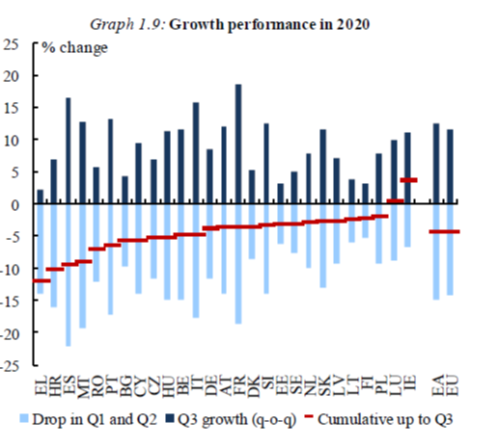 Graph 1.9: Growth performance in 2020
% change
25
20
15
10
5
0
-5
-10
-15
-20
-25
EL HR ES MT RO PT BG CY CZ HU BE IT DE AT FR DK SI EE SE NL SK LV LT FI PL LU IE EA EU
Drop in Q1 and Q2 Q3 growth (q-o-q) Cumulative up to Q3